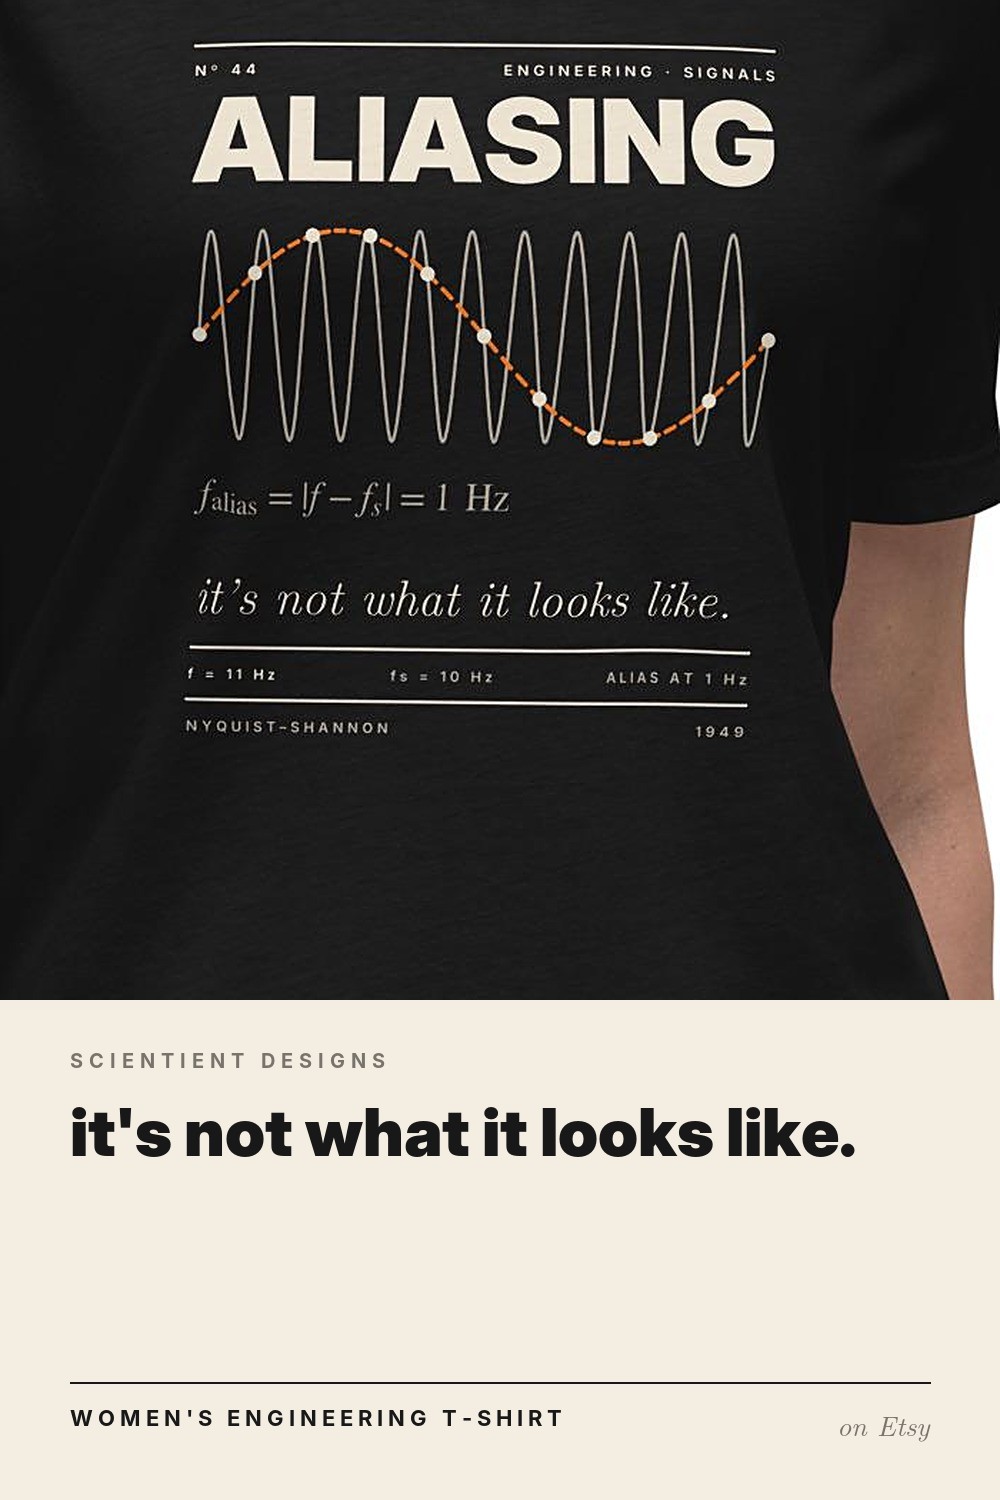 Nº 44
ENGINEERING · SIGNALS
ALIASING
falias = |f − fs| = 1 Hz
it’s not what it looks like.
f = 11 Hz
fs = 10 Hz
ALIAS AT 1 Hz
NYQUIST–SHANNON
1949
SCIENTIENT DESIGNS
it's not what it looks like.
WOMEN'S ENGINEERING T-SHIRT
on Etsy